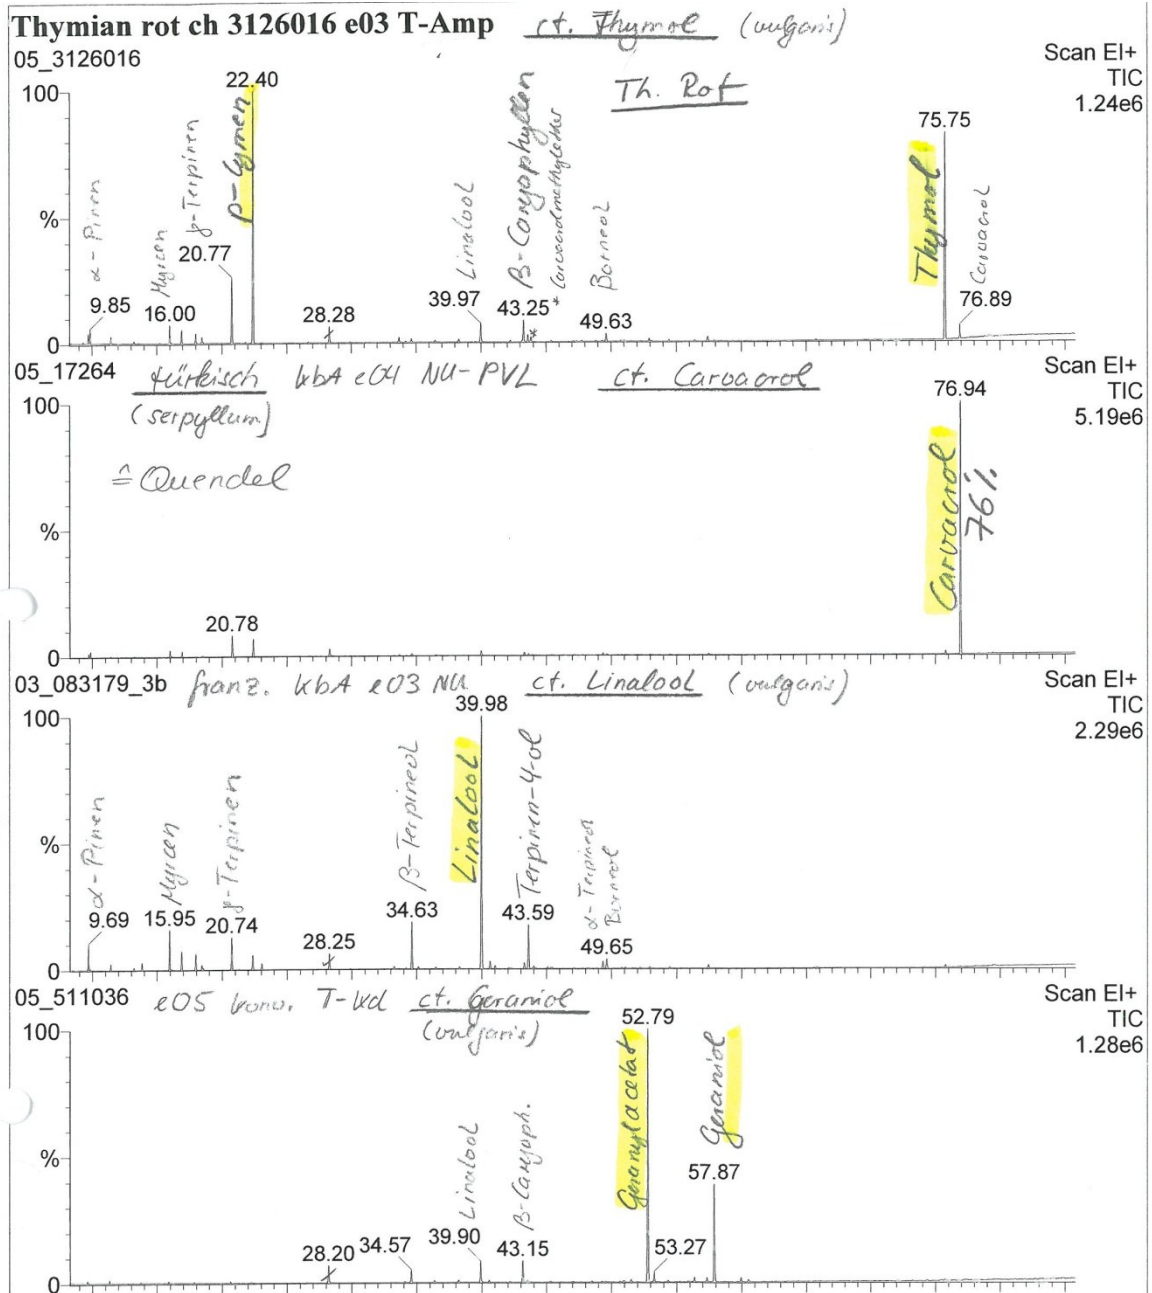 Thymian rot ch 3126016 e03 T-Amp ct. Thymol (vulgaris)
05_3126016
Scan EI+
TIC
1.24e6
Th. Rot
100
%
0
α-Pinen
9.85
Myrcen
16.00
γ-Terpinen
20.77
p-Cymen
22.40
28.28
Linalool
39.97
β-Caryophyllen
43.25
* Carvacrolmethylether
*
Borneol
49.63
Thymol
75.75
Carvacrol
76.89
05_17264 türkisch kbA e04 NU-PVL ct. Carvacrol
(serpyllum)
≙ Quendel
Scan EI+
TIC
5.19e6
100
%
0
20.78
Carvacrol
76%
76.94
03_083179_3b franz. kbA e03 NU ct. Linalool (vulgaris)
Scan EI+
TIC
2.29e6
100
%
0
α-Pinen
9.69
Myrcen
15.95
γ-Terpinen
20.74
28.25
β-Terpineol
34.63
Linalool
39.98
Terpinen-4-ol
43.59
α-Terpineol
Borneol
49.65
05_511036 e05 konv. T-kd ct. Geraniol
(vulgaris)
Scan EI+
TIC
1.28e6
100
%
0
28.20
34.57
Linalool
39.90
β-Caryoph.
43.15
Geranylacetat
52.79
53.27
Geraniol
57.87